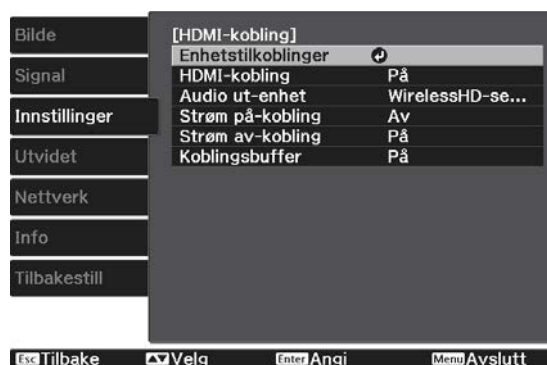 Bilde
Signal
Innstillinger
Utvidet
Nettverk
Info
Tilbakestill
[HDMI-kobling]
Enhetstilkoblinger
HDMI-kobling På
Audio ut-enhet WirelessHD-se...
Strøm på-kobling Av
Strøm av-kobling På
Koblingsbuffer På
Esc Tilbake Velg Enter Angi Menu Avslutt